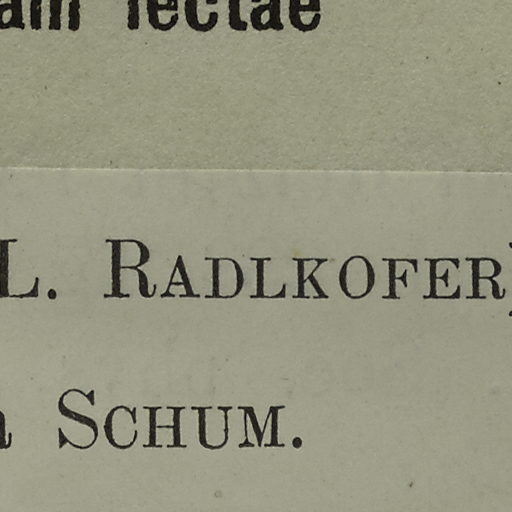 lectae
L. RADLKOFER)
SCHUM.